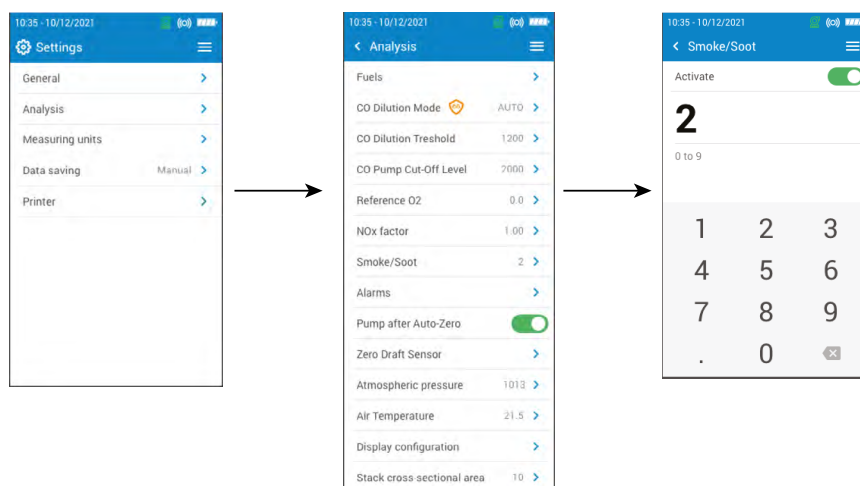 10:35 - 10/12/2021
Settings
General
Analysis
Measuring units
Data saving Manual
Printer
10:35 - 10/12/2021
Analysis
Fuels
CO Dilution Mode AUTO
CO Dilution Treshold 1200
CO Pump Cut-Off Level 2000
Reference O2 0.0
NOx factor 1.00
Smoke/Soot 2
Alarms
Pump after Auto-Zero
Zero Draft Sensor
Atmospheric pressure 1013
Air Temperature 21.5
Display configuration
Stack cross sectional area 10
10:35 - 10/12/2021
Smoke/Soot
Activate
2
0 to 9
1 2 3
4 5 6
7 8 9
. 0